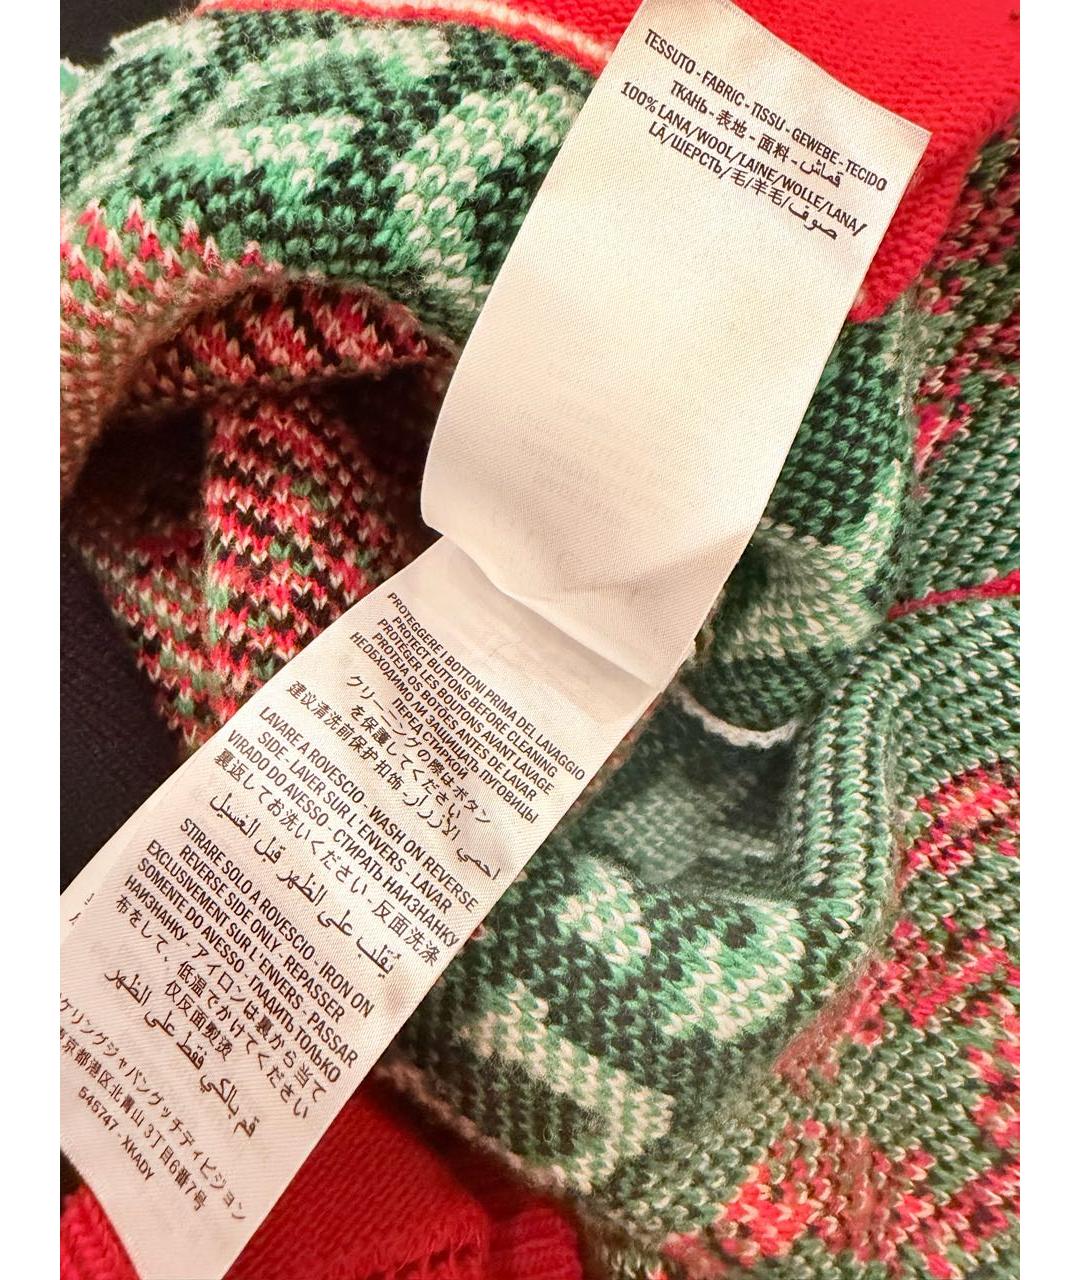 TESSUTO - FABRIC - TISSU - GEWEBE - TECIDO
ТКАНЬ - 表地 - 面料 - قماش
100% LANA/WOOL/LAINE/WOLLE/LANA/
LÃ/ШЕРСТЬ/毛/羊毛/صوف
PROTEGGERE I BOTTONI PRIMA DEL LAVAGGIO
PROTECT BUTTONS BEFORE CLEANING
PROTÉGER LES BOUTONS AVANT LAVAGE
PROTEJA OS BOTÕES ANTES DE LAVAR
НЕОБХОДИМО ЛИ ЗАЩИЩАТЬ ПУГОВИЦЫ
ПЕРЕД СТИРКОЙ
クリーニングの際はボタン
を保護してください
建议清洗前保护扣饰 - احمي الأزرار
قبل الغسيل
LAVARE A ROVESCIO - WASH ON REVERSE
SIDE - LAVER SUR L'ENVERS - LAVAR
VIRADO DO AVESSO - СТИРАТЬ НАИЗНАНКУ
裏返してお洗いください - 反面洗涤
يُقلب على الظهر قبل الغسيل
STIRARE SOLO A ROVESCIO - IRON ON
REVERSE SIDE ONLY - REPASSER
EXCLUSIVEMENT SUR L'ENVERS - PASSAR
SOMENTE DO AVESSO - ГЛАДИТЬ ТОЛЬКО
НАИЗНАНКУ - アイロンは裏から当て
布をして、低温でかけてください
仅反面熨烫
قم بالكي فقط على الظهر
ケリングジャパングッチディビジョン
京都港区北青山 3丁目6番7号
545747 - XKADY